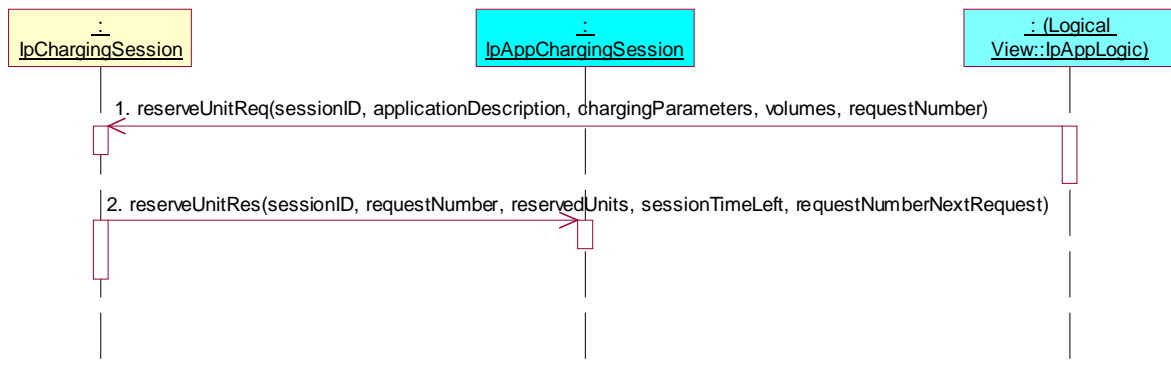 :
IpChargingSession
:
IpAppChargingSession
: (Logical
View::IpAppLogic)
1. reserveUnitReq(sessionID, applicationDescription, chargingParameters, volumes, requestNumber)
2. reserveUnitRes(sessionID, requestNumber, reservedUnits, sessionTimeLeft, requestNumberNextRequest)